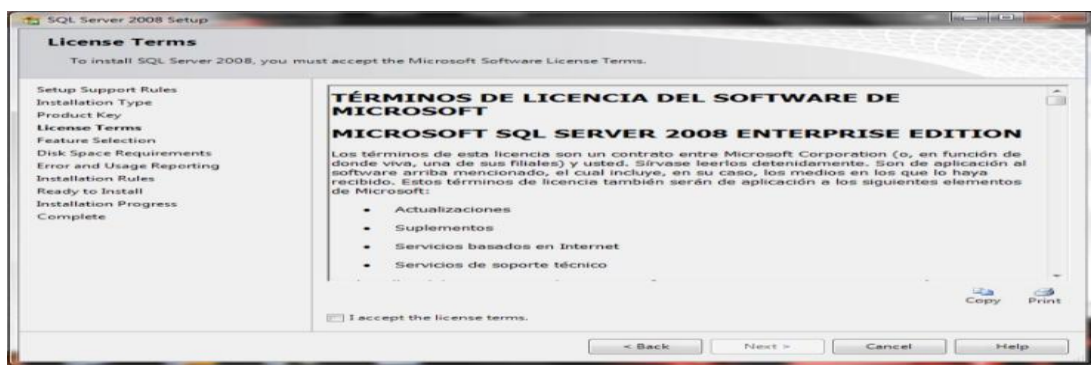 SQL Server 2008 Setup
License Terms
To install SQL Server 2008, you must accept the Microsoft Software License Terms.
Setup Support Rules
Installation Type
Product Key
License Terms
Feature Selection
Disk Space Requirements
Error and Usage Reporting
Installation Rules
Ready to Install
Installation Progress
Complete
TÉRMINOS DE LICENCIA DEL SOFTWARE DE
MICROSOFT
MICROSOFT SQL SERVER 2008 ENTERPRISE EDITION
Los términos de esta licencia son un contrato entre Microsoft Corporation (o, en función de
donde viva, una de sus filiales) y usted. Sírvase leerlos detenidamente. Son de aplicación al
software arriba mencionado, el cual incluye, en su caso, los medios en los que lo haya
recibido. Estos términos de licencia también serán de aplicación a los siguientes elementos
de Microsoft:
• Actualizaciones
• Suplementos
• Servicios basados en Internet
• Servicios de soporte técnico
Copy Print
I accept the license terms.
< Back Next > Cancel Help